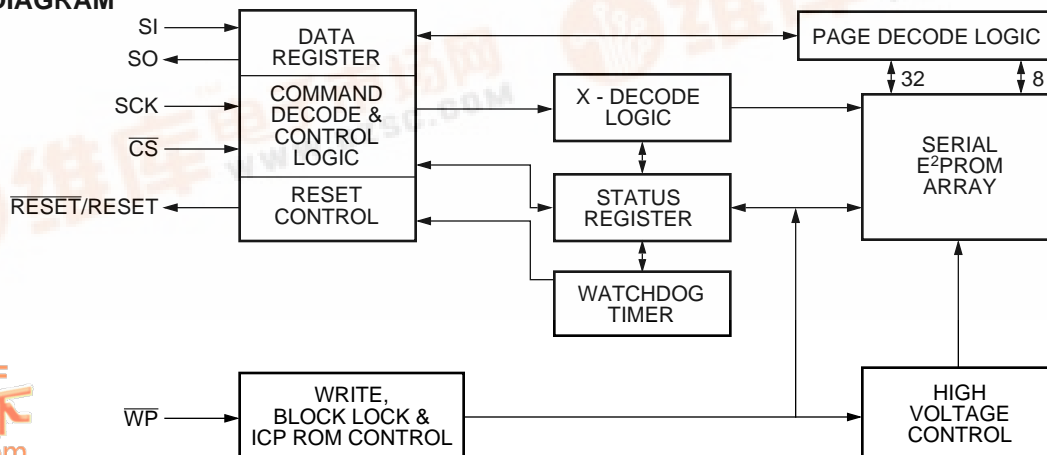 DIAGRAM
SI
SO
SCK
CS
RESET/RESET
DATA
REGISTER
COMMAND
DECODE &
CONTROL
LOGIC
RESET
CONTROL
X - DECODE
LOGIC
STATUS
REGISTER
WATCHDOG
TIMER
PAGE DECODE LOGIC
32
8
SERIAL
E²PROM
ARRAY
WP
WRITE,
BLOCK LOCK &
ICP ROM CONTROL
HIGH
VOLTAGE
CONTROL